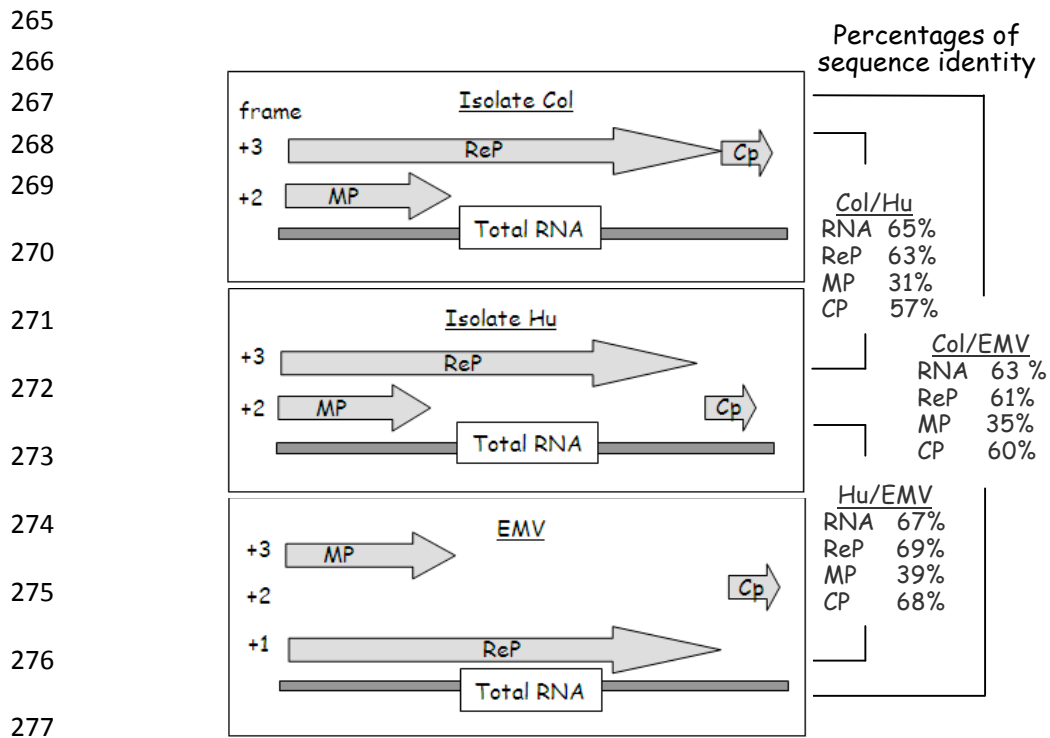 265
266
267
268
269
270
271
272
273
274
275
276
277
Percentages of
sequence identity
Isolate Col
frame
+3
ReP
Cp
+2
MP
Total RNA
Isolate Hu
+3
ReP
+2
MP
Cp
Total RNA
EMV
+3
MP
+2
Cp
+1
ReP
Total RNA
Col/Hu
RNA 65%
ReP 63%
MP 31%
CP 57%
Col/EMV
RNA 63 %
ReP 61%
MP 35%
CP 60%
Hu/EMV
RNA 67%
ReP 69%
MP 39%
CP 68%